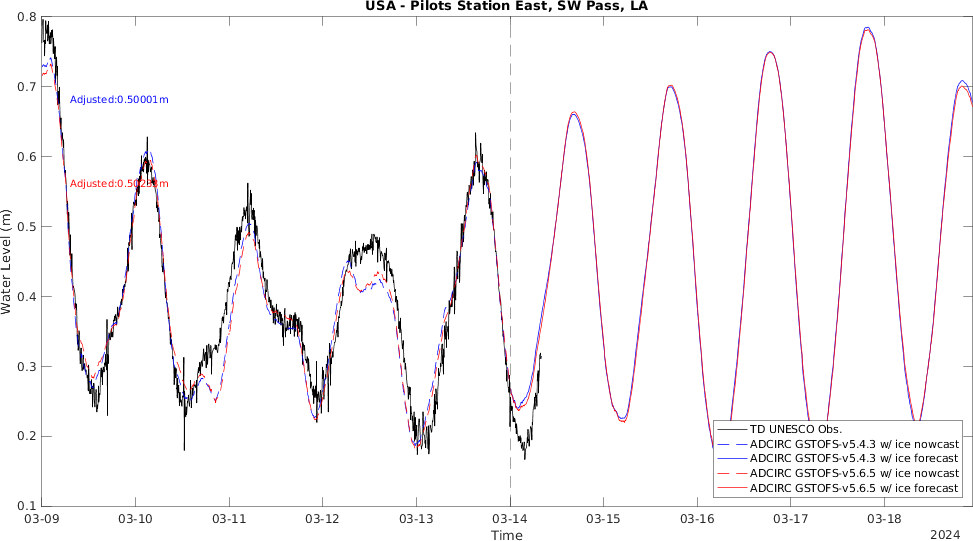 USA - Pilots Station East, SW Pass, LA
0.8
0.7
0.6
0.5
0.4
0.3
0.2
0.1
Water Level (m)
Adjusted:0.50001m
03-09
03-10
03-11
03-12
03-13
03-14
03-15
03-16
03-17
03-18
Time
2024
TD UNESCO Obs.
ADCIRC GSTOFS-v5.4.3 w/ ice nowcast
ADCIRC GSTOFS-v5.4.3 w/ ice forecast
ADCIRC GSTOFS-v5.6.5 w/ ice nowcast
ADCIRC GSTOFS-v5.6.5 w/ ice forecast